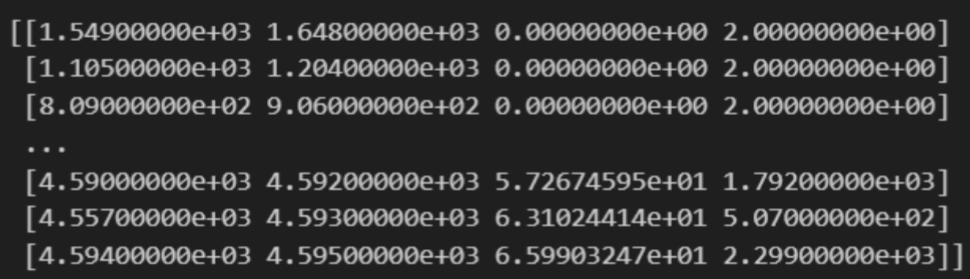 [[1.54900000e+03 1.64800000e+03 0.00000000e+00 2.00000000e+00]
[1.10500000e+03 1.20400000e+03 0.00000000e+00 2.00000000e+00]
[8.09000000e+02 9.06000000e+02 0.00000000e+00 2.00000000e+00]
...
[4.59000000e+03 4.59200000e+03 5.72674595e+01 1.79200000e+03]
[4.55700000e+03 4.59300000e+03 6.31024414e+01 5.07000000e+02]
[4.59400000e+03 4.59500000e+03 6.59903247e+01 2.29900000e+03]]